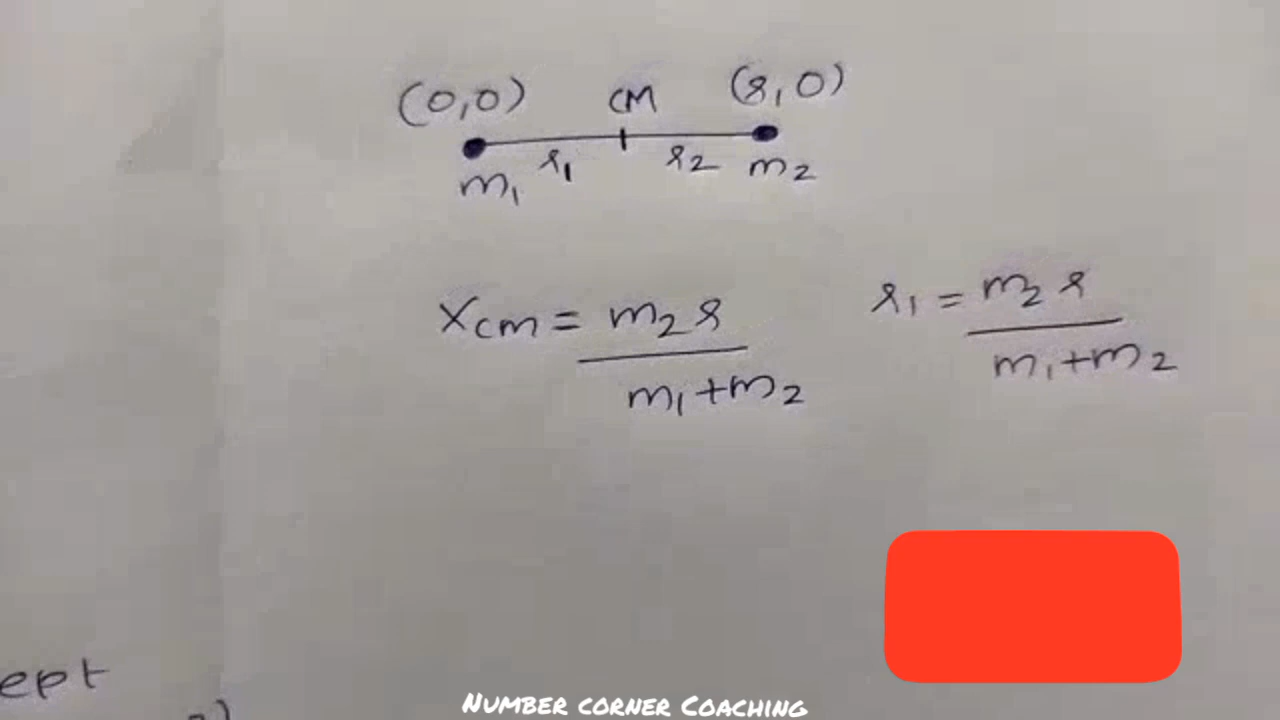 (0,0) CM (r,0)
r1 r2
m1 m2
Xcm = m2 r / m1+m2
r1 = m2 r / m1+m2
ept
NUMBER CORNER COACHING